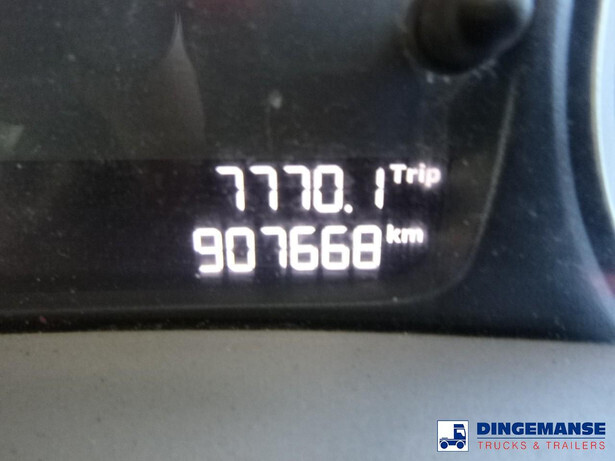 7770.1 Trip
907668 km
DINGEMANSE
TRUCKS & TRAILERS